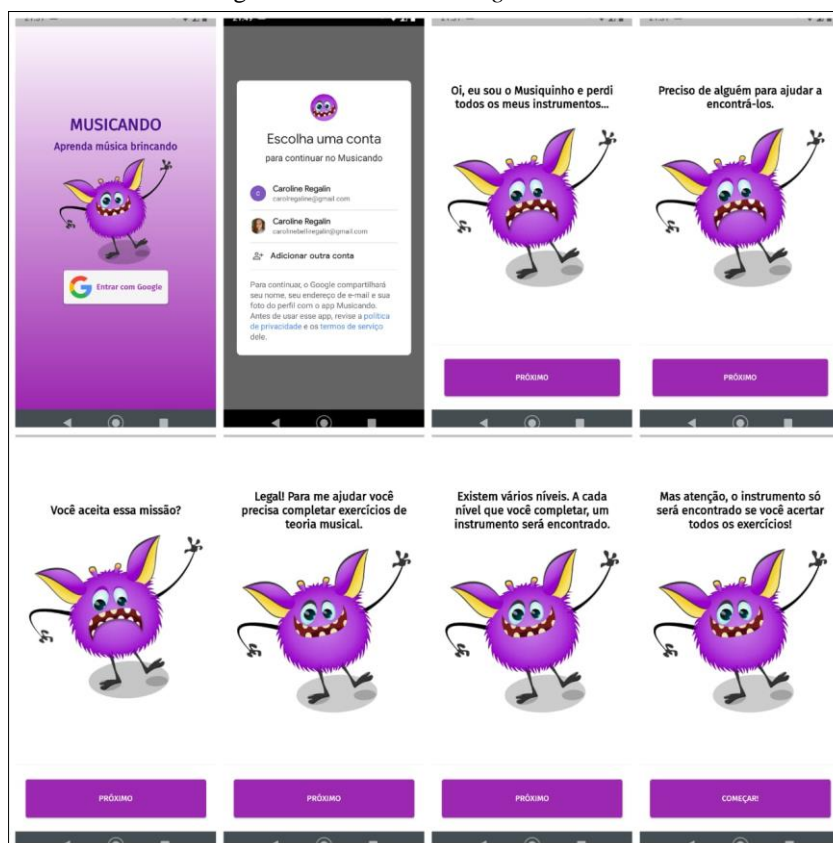 MUSICANDO
Aprenda música brincando
G Entrar com Google
Escolha uma conta
para continuar no Musicando
C
Caroline Regalin
carolregaline@gmail.com
Caroline Regalin
carolinebelliregalin@gmail.com
Adicionar outra conta
Para continuar, o Google compartilhará
seu nome, seu endereço de e-mail e sua
foto do perfil com o app Musicando.
Antes de usar esse app, revise a política
de privacidade e os termos de serviço
dele.
Oi, eu sou o Musiquinho e perdi
todos os meus instrumentos...
PRÓXIMO
Preciso de alguém para ajudar a
encontrá-los.
PRÓXIMO
Você aceita essa missão?
PRÓXIMO
Legal! Para me ajudar você
precisa completar exercícios de
teoria musical.
PRÓXIMO
Existem vários níveis. A cada
nível que você completar, um
instrumento será encontrado.
PRÓXIMO
Mas atenção, o instrumento só
será encontrado se você acertar
todos os exercícios!
COMEÇAR!